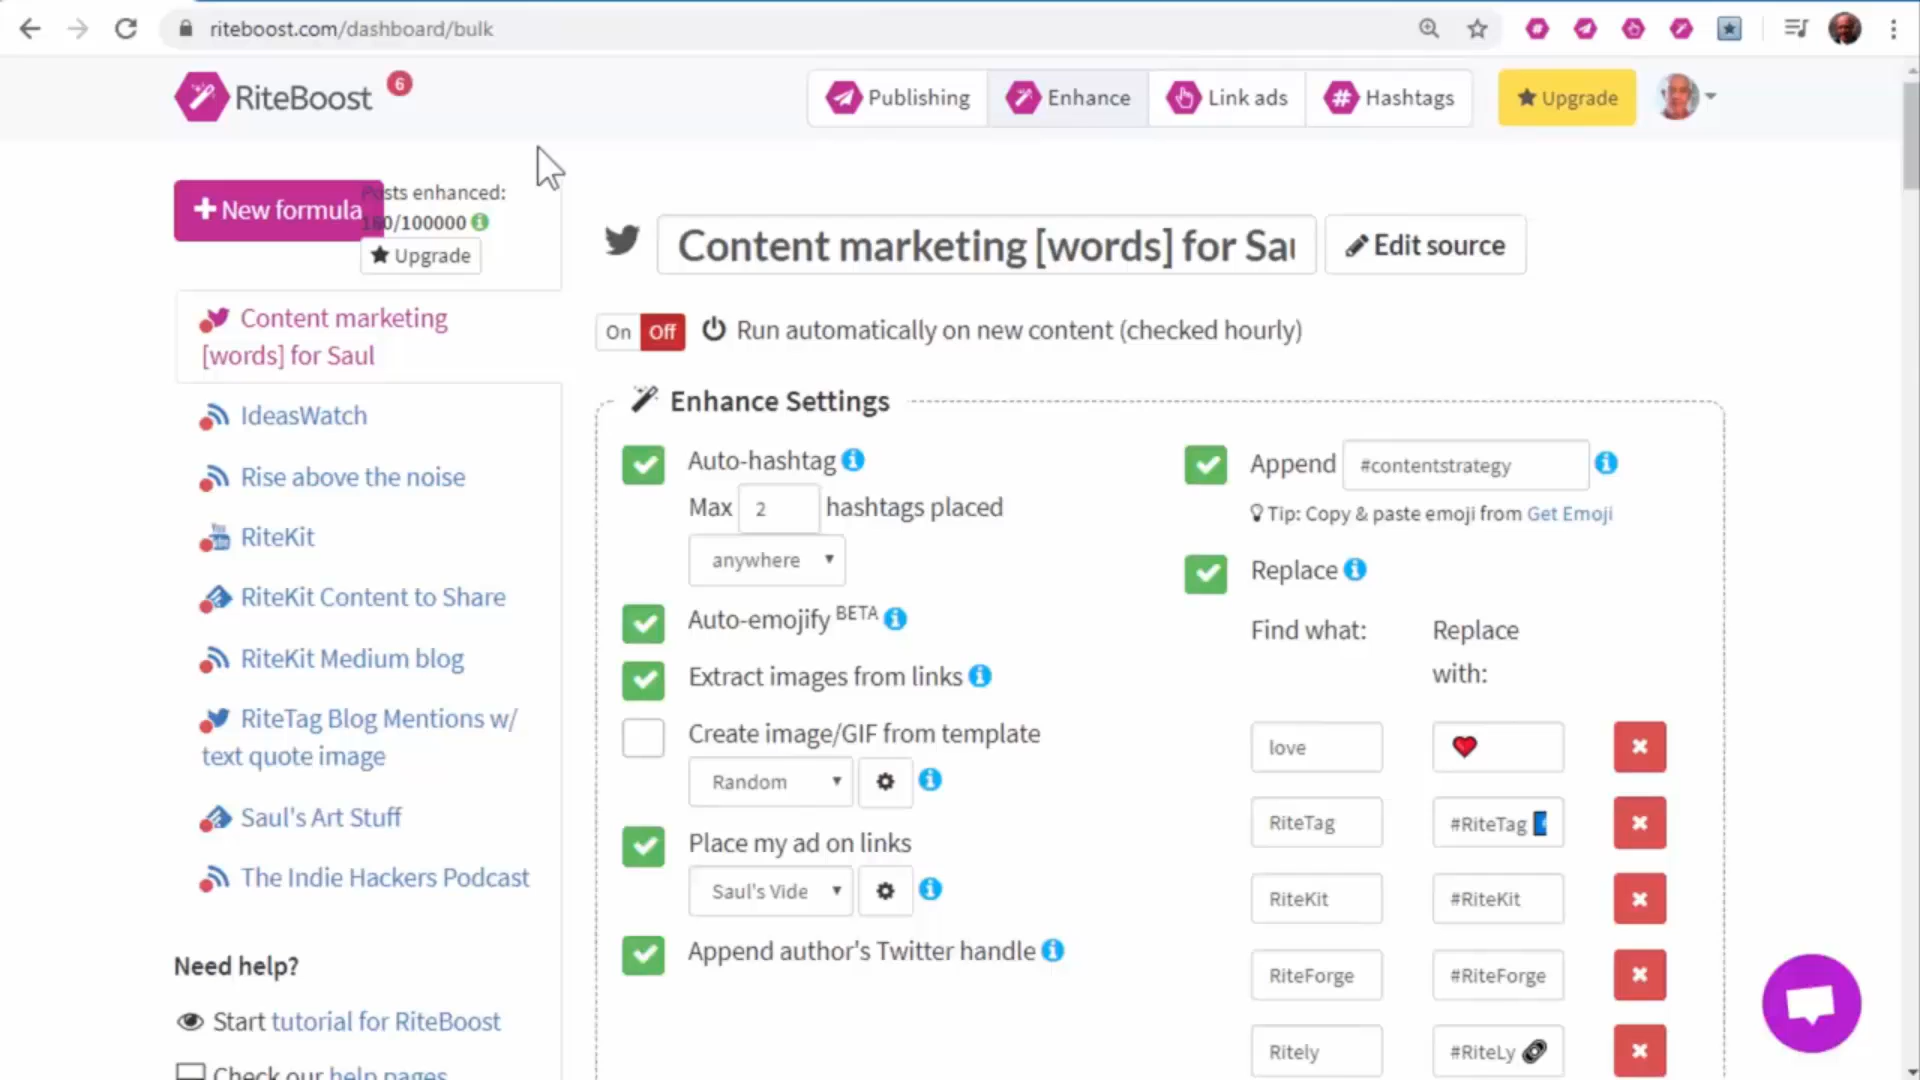 riteboost.com/dashboard/bulk
RiteBoost 6
Publishing
Enhance
Link ads
Hashtags
Upgrade
New formula
enhanced:
/100000
Upgrade
Content marketing
[words] for Saul
IdeasWatch
Rise above the noise
RiteKit
RiteKit Content to Share
RiteKit Medium blog
RiteTag Blog Mentions w/
text quote image
Saul's Art Stuff
The Indie Hackers Podcast
Need help?
Start tutorial for RiteBoost
Check our help pages
Content marketing [words] for Sau
Edit source
On Off Run automatically on new content (checked hourly)
Enhance Settings
Auto-hashtag
Max 2 hashtags placed
anywhere
Auto-emojify BETA
Extract images from links
Create image/GIF from template
Random
Place my ad on links
Saul's Vide
Append author's Twitter handle
Append #contentstrategy
Tip: Copy & paste emoji from Get Emoji
Replace
Find what: Replace
with:
love ❤
RiteTag #RiteTag
RiteKit #RiteKit
RiteForge #RiteForge
Ritely #RiteLy